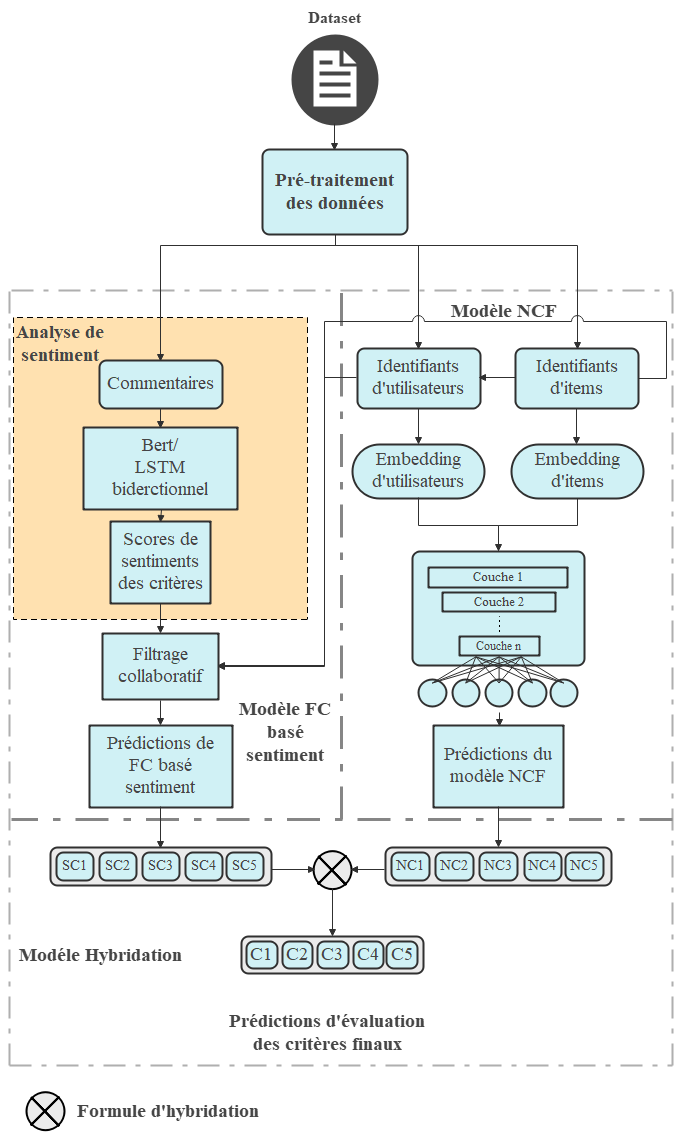 Dataset
Pré-traitement
des données
Modèle NCF
Analyse de
sentiment
Commentaires
Identifiants
d'utilisateurs
Identifiants
d'items
Bert/
LSTM
biderctionnel
Embedding
d'utilisateurs
Embedding
d'items
Scores de
sentiments
des critères
Couche 1
Couche 2
Couche n
Filtrage
collaboratif
Modèle FC
basé
sentiment
Prédictions de
FC basé
sentiment
Prédictions du
modèle NCF
SC1 SC2 SC3 SC4 SC5
NC1 NC2 NC3 NC4 NC5
Modéle Hybridation
C1 C2 C3 C4 C5
Prédictions d'évaluation
des critères finaux
Formule d'hybridation